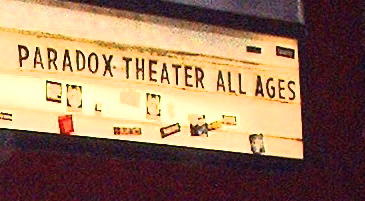 PARADOX THEATER ALL AGES